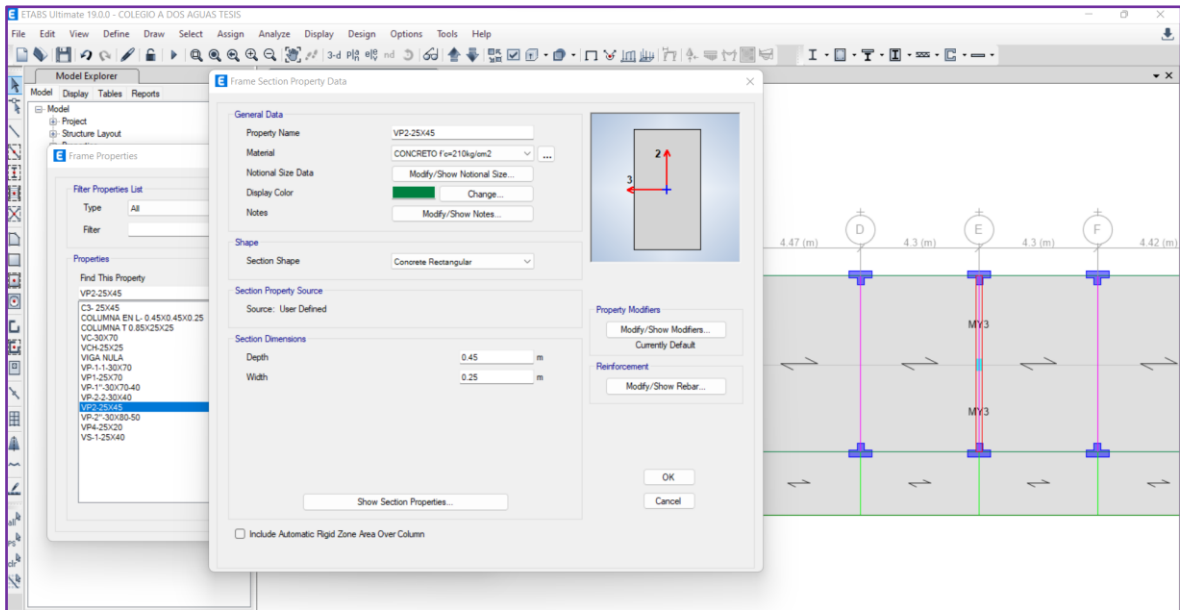 ETABS Ultimate 19.0.0 - COLEGIO A DOS AGUAS TESIS
File Edit View Define Draw Select Assign Analyze Display Design Options Tools Help
3-d
nd
Model Explorer
Model Display Tables Reports
Model
Project
Structure Layout
Frame Properties
Filter Properties List
Type All
Filter
Properties
Find This Property
VP2-25X45
C3- 25X45
COLUMNA EN L- 0.45X0.45X0.25
COLUMNA T 0.85X25X25
VC-30X70
VCH-25X25
VIGA NULA
VP-1-1-30X70
VP1-25X70
VP-1"-30X70-40
VP-2-2-30X40
VP2-25X45
VP-2"-30X80-50
VP4-25X20
VS-1-25X40
Frame Section Property Data
General Data
Property Name VP2-25X45
Material CONCRETO f'c=210kg/cm2 ...
Notional Size Data Modify/Show Notional Size...
Display Color Change...
Notes Modify/Show Notes...
Shape
Section Shape Concrete Rectangular
Section Property Source
Source: User Defined
Section Dimensions
Depth 0.45 m
Width 0.25 m
Show Section Properties...
Include Automatic Rigid Zone Area Over Column
2
3
Property Modifiers
Modify/Show Modifiers...
Currently Default
Reinforcement
Modify/Show Rebar...
OK
Cancel
D E F
4.47 (m) 4.3 (m) 4.3 (m) 4.42 (m)
MY3
MY3
all
ps
clr